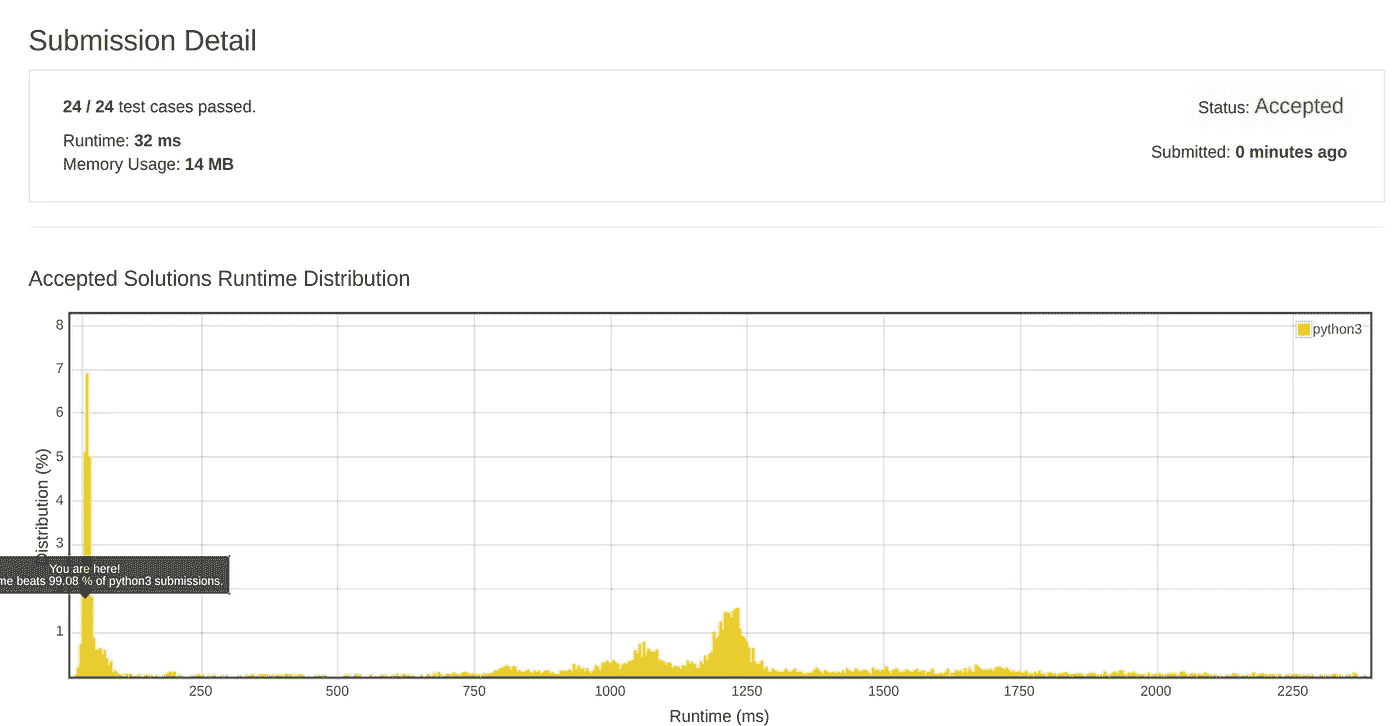 Submission Detail
24 / 24 test cases passed.
Status: Accepted
Runtime: 32 ms
Submitted: 0 minutes ago
Memory Usage: 14 MB
Accepted Solutions Runtime Distribution
8
python3
7
6
5
4
3
1
Distribution (%)
You are here!
me beats 99.08 % of python3 submissions.
250
500
750
1000
1250
1500
1750
2000
2250
Runtime (ms)